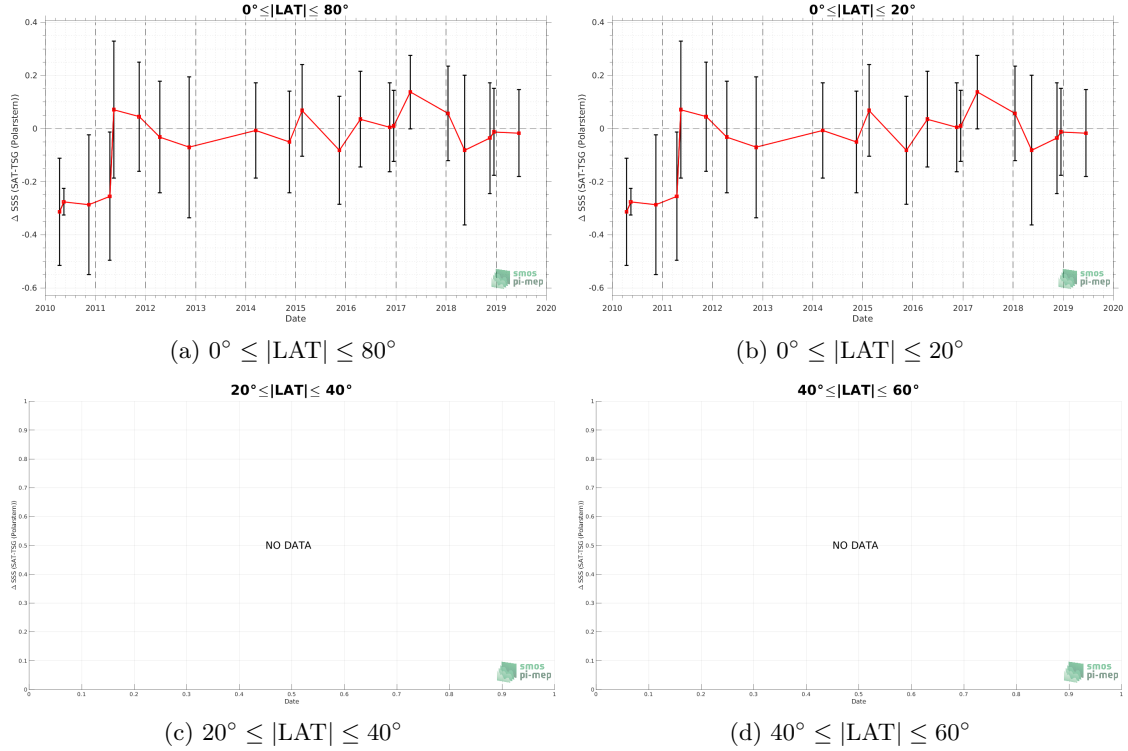 0°≤|LAT|≤ 80°
Δ SSS (SAT-TSG (Polarstern))
0.4
0.2
0
-0.2
-0.4
-0.6
2010 2011 2012 2013 2014 2015 2016 2017 2018 2019 2020
Date
smos
pi-mep
(a) 0° ≤ |LAT| ≤ 80°
0°≤|LAT|≤ 20°
Δ SSS (SAT-TSG (Polarstern))
0.4
0.2
0
-0.2
-0.4
-0.6
2010 2011 2012 2013 2014 2015 2016 2017 2018 2019 2020
Date
smos
pi-mep
(b) 0° ≤ |LAT| ≤ 20°
20°≤|LAT|≤ 40°
Δ SSS (SAT-TSG (Polarstern))
1
0.9
0.8
0.7
0.6
0.5
0.4
0.3
0.2
0.1
0
NO DATA
0 0.1 0.2 0.3 0.4 0.5 0.6 0.7 0.8 0.9 1
Date
smos
pi-mep
(c) 20° ≤ |LAT| ≤ 40°
40°≤|LAT|≤ 60°
Δ SSS (SAT-TSG (Polarstern))
1
0.9
0.8
0.7
0.6
0.5
0.4
0.3
0.2
0.1
0
NO DATA
0 0.1 0.2 0.3 0.4 0.5 0.6 0.7 0.8 0.9 1
Date
smos
pi-mep
(d) 40° ≤ |LAT| ≤ 60°